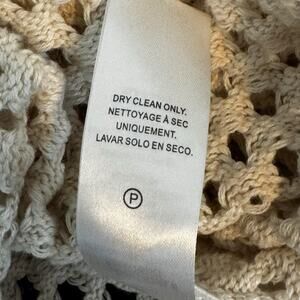 DRY CLEAN ONLY.
NETTOYAGE À SEC
UNIQUEMENT.
LAVAR SOLO EN SECO.
P